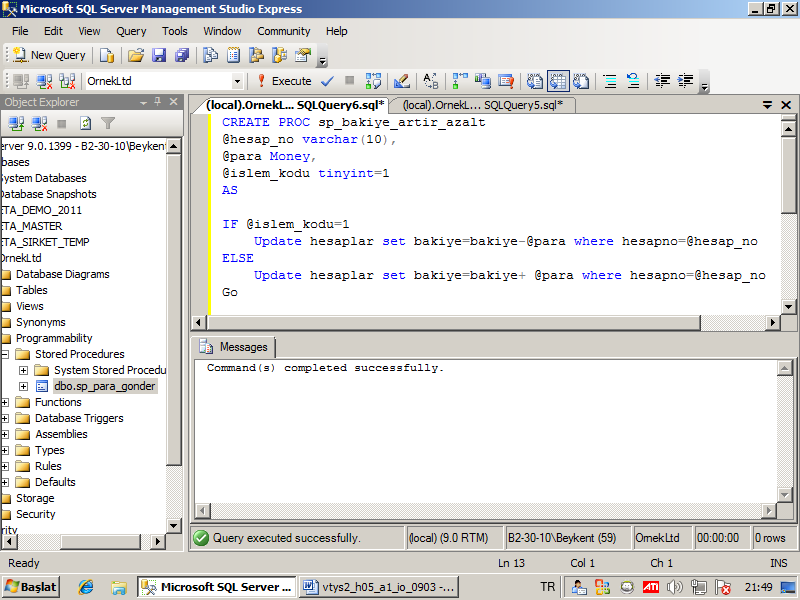 Microsoft SQL Server Management Studio Express
File Edit View Query Tools Window Community Help
New Query
OrnekLtd Execute
Object Explorer
erver 9.0.1399 - B2-30-10\Beykent
bases
System Databases
Database Snapshots
ETA_DEMO_2011
ETA_MASTER
ETA_SIRKET_TEMP
OrnekLtd
Database Diagrams
Tables
Views
Synonyms
Programmability
Stored Procedures
System Stored Procedu
dbo.sp_para_gonder
Functions
Database Triggers
Assemblies
Types
Rules
Defaults
Storage
Security
rity
(local).OrnekL... SQLQuery6.sql* (local).OrnekL... SQLQuery5.sql*
CREATE PROC sp_bakiye_artir_azalt
@hesap_no varchar(10),
@para Money,
@islem_kodu tinyint=1
AS
IF @islem_kodu=1
Update hesaplar set bakiye=bakiye-@para where hesapno=@hesap_no
ELSE
Update hesaplar set bakiye=bakiye+ @para where hesapno=@hesap_no
Go
Messages
Command(s) completed successfully.
Query executed successfully. (local) (9.0 RTM) B2-30-10\Beykent (59) OrnekLtd 00:00:00 0 rows
Ready Ln 13 Col 1 Ch 1 INS
Başlat Microsoft SQL Server ... vtys2_h05_a1_io_0903 -... TR ATI 21:49